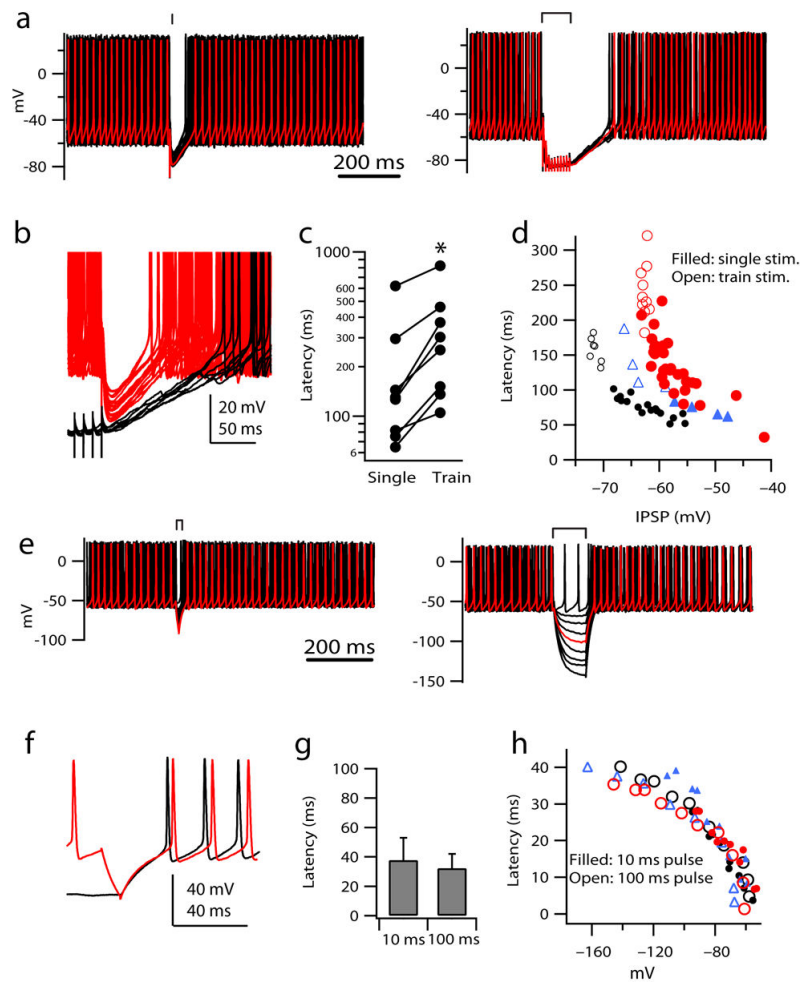 a
0
-40
-80
mV
200 ms
0
-40
-80
b
20 mV
50 ms
c
*
1000
600
500
300
200
100
6
Latency (ms)
Single Train
d
Filled: single stim.
Open: train stim.
300
250
200
150
100
50
0
Latency (ms)
−70 −60 −50 −40
IPSP (mV)
e
0
-50
-100
mV
200 ms
0
-50
-100
-150
f
40 mV
40 ms
g
100
80
60
40
20
0
Latency (ms)
10 ms 100 ms
h
40
30
20
10
0
Latency (ms)
Filled: 10 ms pulse
Open: 100 ms pulse
−160 −120 −80
mV